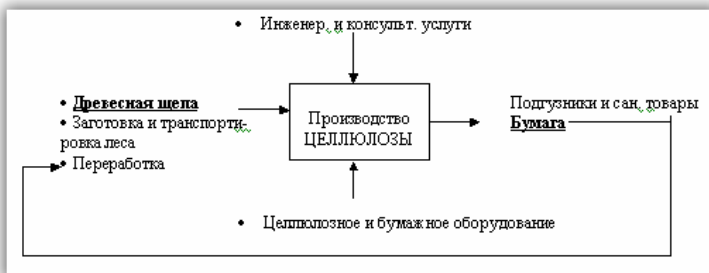 • Инженер, и консульт. услуги
• Древесная щепа
• Заготовка и транспорти-
ровка леса
• Переработка
Производство
ЦЕЛЛЮЛОЗЫ
Подгузники и сан, товары
Бумага
• Целлюлозное и бумажное оборудование